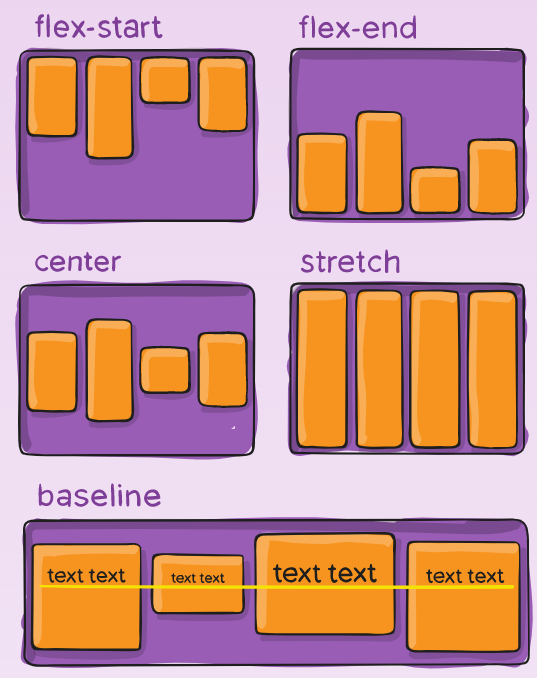 flex-start
flex-end
center
stretch
baseline
text text
text text
text text
text text